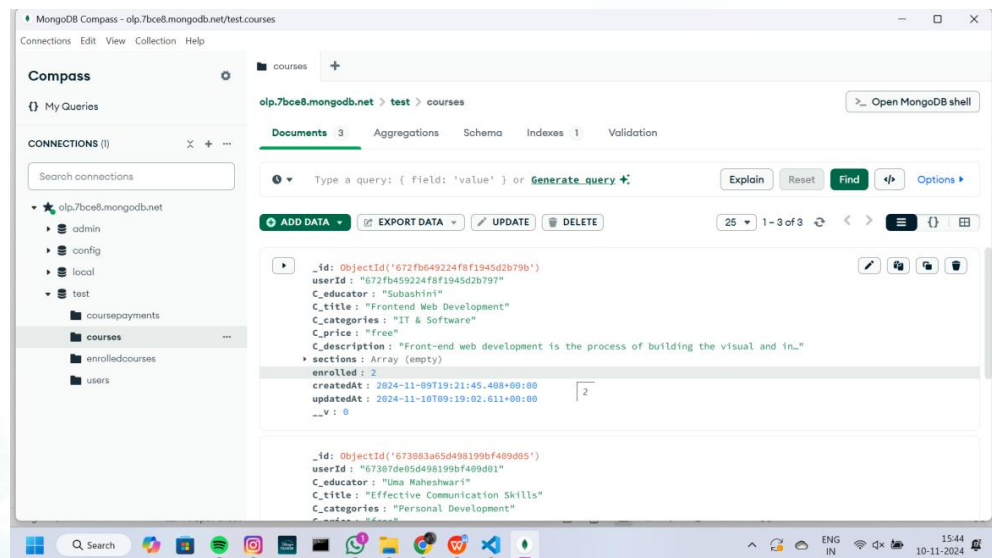 MongoDB Compass - olp.7bce8.mongodb.net/test.courses
Connections Edit View Collection Help
Compass
{} My Queries
CONNECTIONS (1)
Search connections
olp.7bce8.mongodb.net
admin
config
local
test
coursepayments
courses
enrolledcourses
users
courses
olp.7bce8.mongodb.net > test > courses
>_ Open MongoDB shell
Documents 3 Aggregations Schema Indexes 1 Validation
Type a query: { field: 'value' } or Generate query
Explain Reset Find </> Options
ADD DATA EXPORT DATA UPDATE DELETE
25 1 - 3 of 3 {}
_id: ObjectId('672fb649224f8f1945d2b79b')
userId : "672fb459224f8f1945d2b797"
C_educator : "Subashini"
C_title : "Frontend Web Development"
C_categories : "IT & Software"
C_price : "free"
C_description : "Front-end web development is the process of building the visual and in…"
sections : Array (empty)
enrolled : 2
createdAt : 2024-11-09T19:21:45.408+00:00
updatedAt : 2024-11-10T09:19:02.611+00:00
__v : 0
2
_id: ObjectId('673083a65d498199bf409d05')
userId : "67307de05d498199bf409d01"
C_educator : "Uma Maheshwari"
C_title : "Effective Communication Skills"
C_categories : "Personal Development"
C_price : "free"
Search
ENG
IN
15:44
10-11-2024